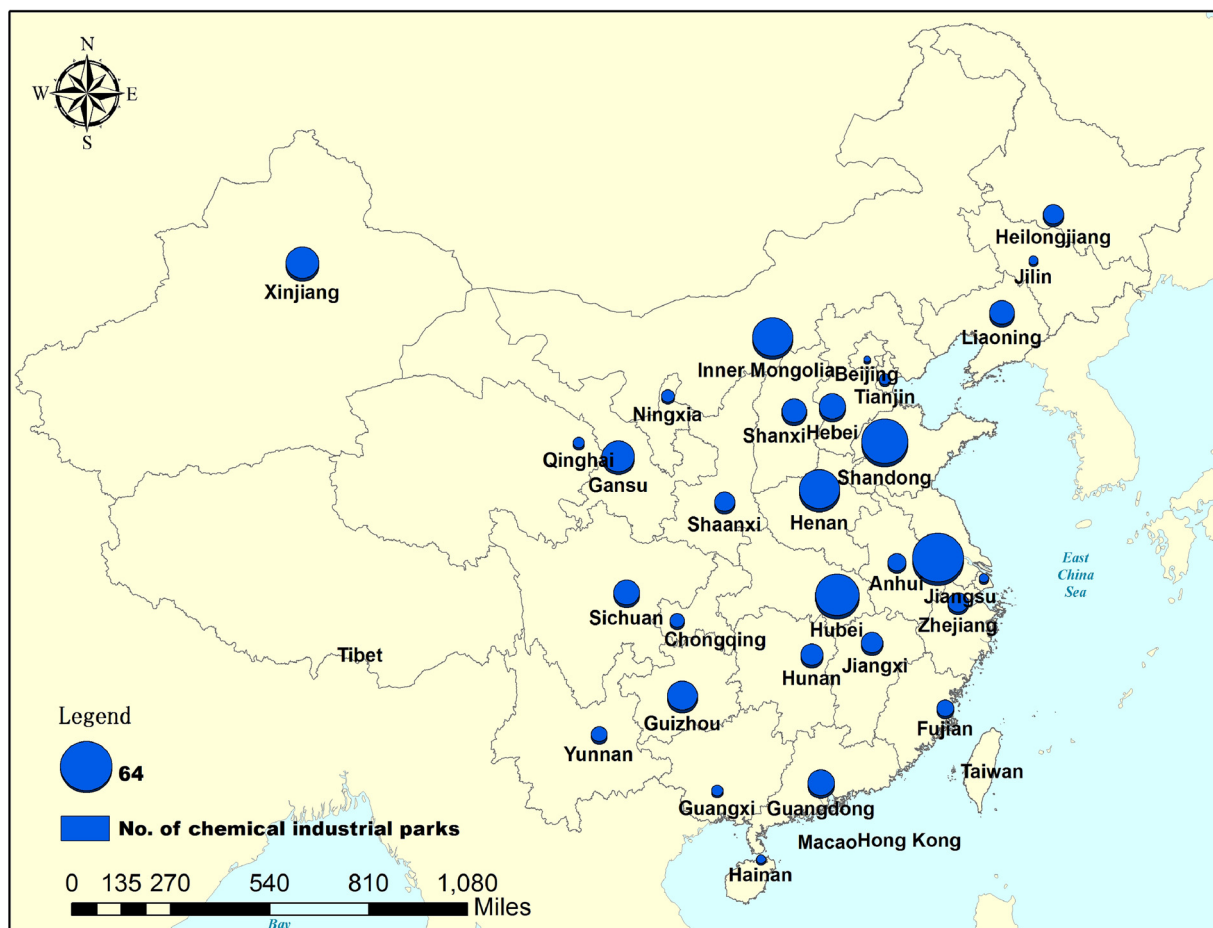 N
W E
S
Heilongjiang
Jilin
Xinjiang
Liaoning
Inner Mongolia
Beijing
Tianjin
Ningxia
Shanxi
Hebei
Qinghai
Gansu
Shandong
Shaanxi
Henan
East
China
Sea
Anhui
Jiangsu
Sichuan
Hubei
Zhejiang
Chongqing
Tibet
Hunan
Jiangxi
Legend
Guizhou
Fujian
Yunnan
64
Taiwan
Guangxi
Guangdong
No. of chemical industrial parks
Macao
Hong Kong
Hainan
0 135 270 540 810 1,080
Miles
Bay